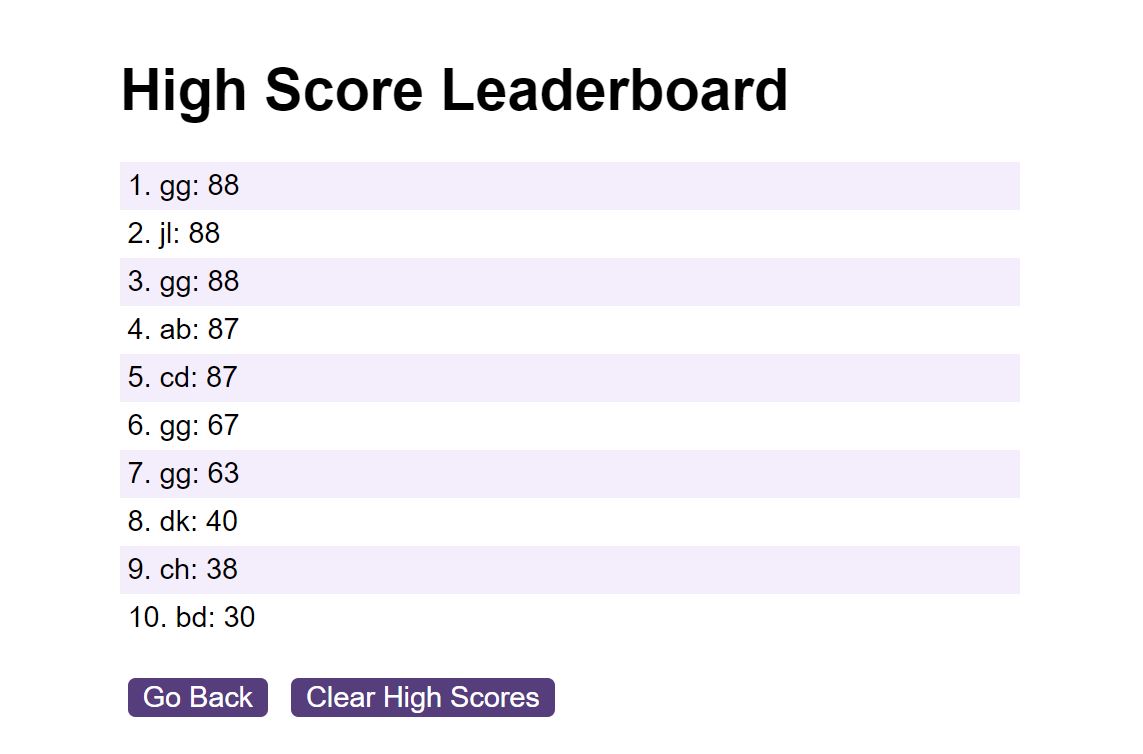 High Score Leaderboard
1. gg: 88
2. jl: 88
3. gg: 88
4. ab: 87
5. cd: 87
6. gg: 67
7. gg: 63
8. dk: 40
9. ch: 38
10. bd: 30
Go Back Clear High Scores